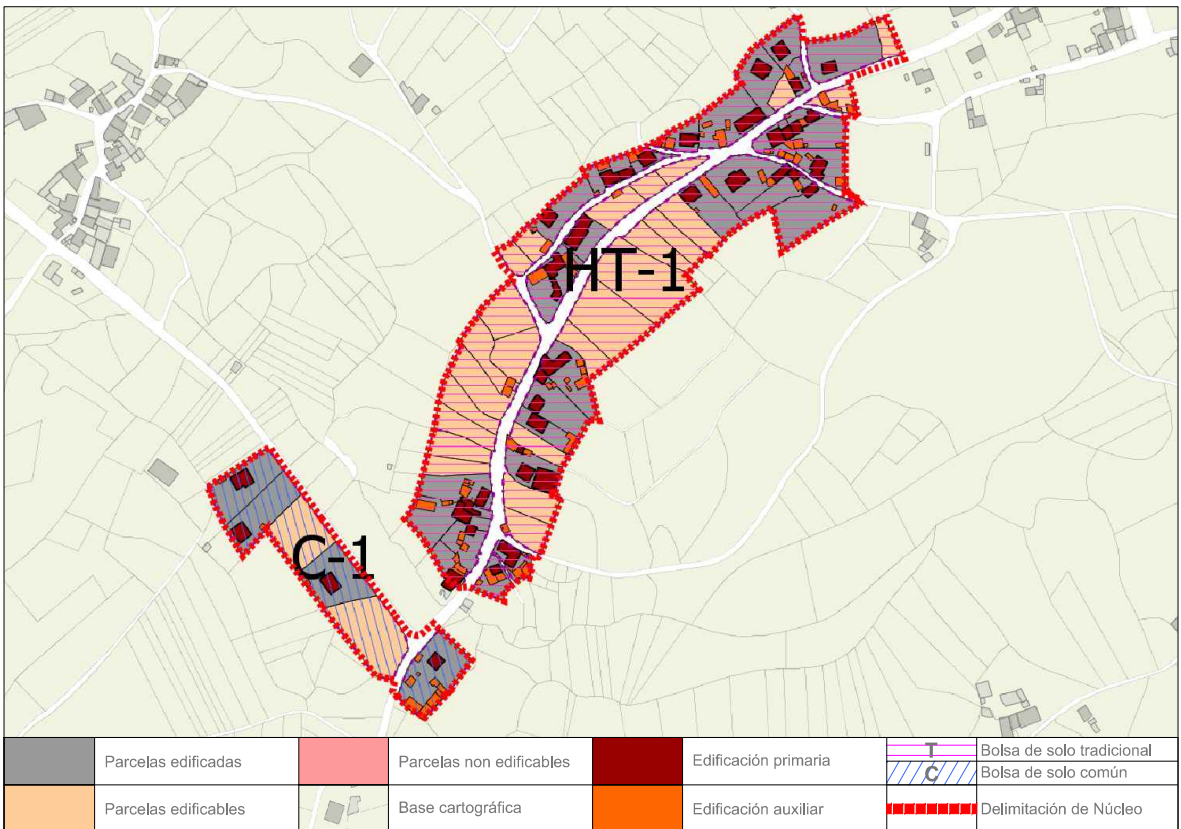 HT-1
C-1
Parcelas edificadas
Parcelas non edificables
Edificación primaria
T
Bolsa de solo tradicional
C
Bolsa de solo común
Parcelas edificables
Base cartográfica
Edificación auxiliar
Delimitación de Núcleo